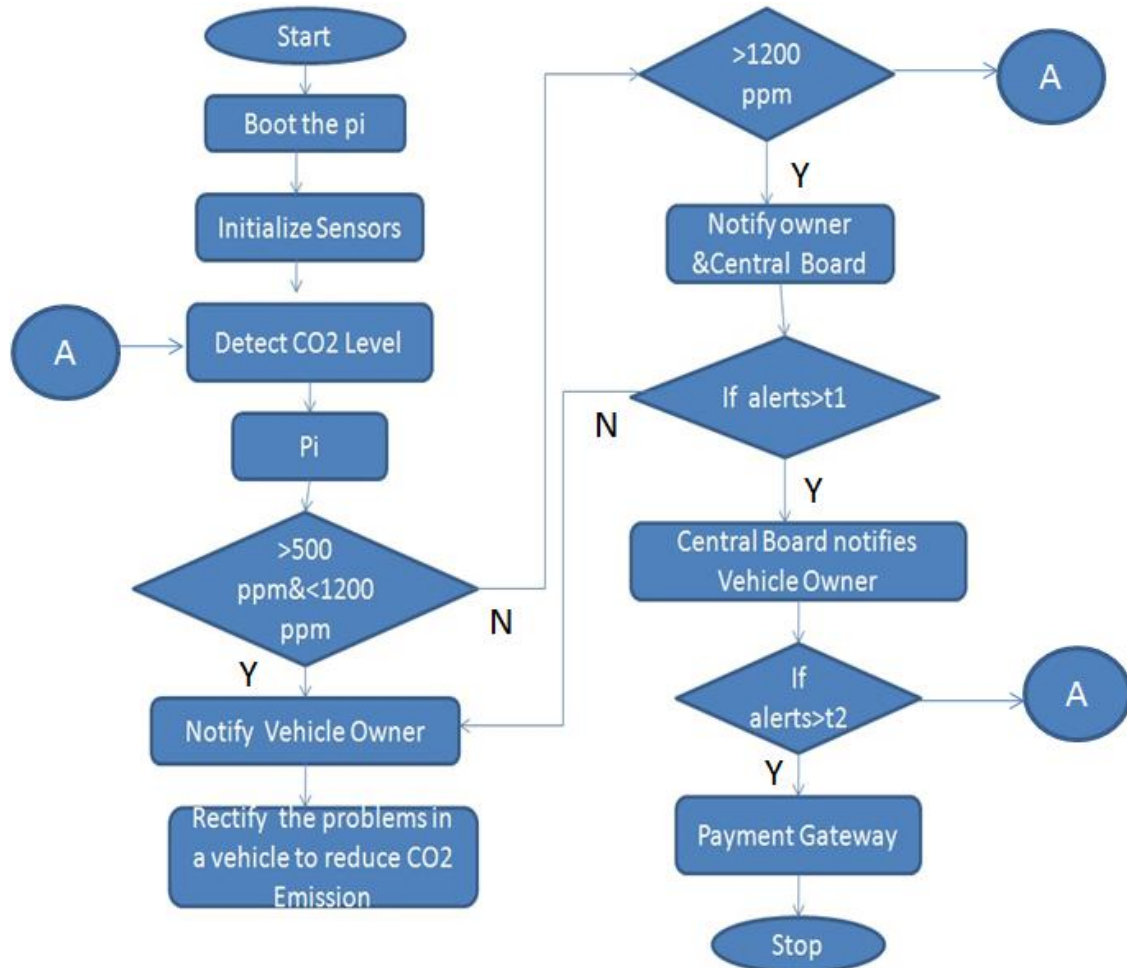 Start
Boot the pi
Initialize Sensors
A
Detect CO2 Level
Pi
>500
ppm&<1200
ppm
N
Y
Notify Vehicle Owner
Rectify the problems in
a vehicle to reduce CO2
Emission
>1200
ppm
A
Y
Notify owner
&Central Board
If alerts>t1
N
Y
Central Board notifies
Vehicle Owner
If
alerts>t2
A
Y
Payment Gateway
Stop